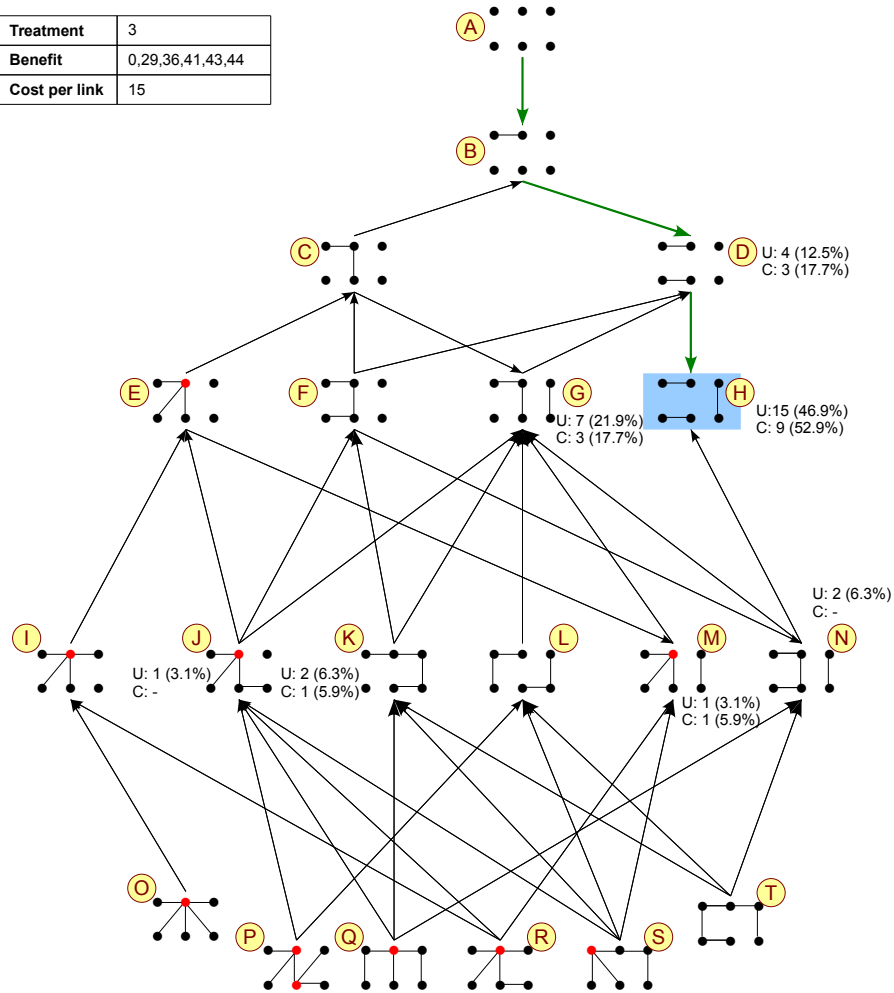 Treatment 3
Benefit 0,29,36,41,43,44
Cost per link 15
A
B
C
D
U: 4 (12.5%)
C: 3 (17.7%)
E
F
G
U: 7 (21.9%)
C: 3 (17.7%)
H
U:15 (46.9%)
C: 9 (52.9%)
I
J
U: 1 (3.1%)
C: -
K
U: 2 (6.3%)
C: 1 (5.9%)
L
M
U: 1 (3.1%)
C: 1 (5.9%)
N
U: 2 (6.3%)
C: -
O
P
Q
R
S
T